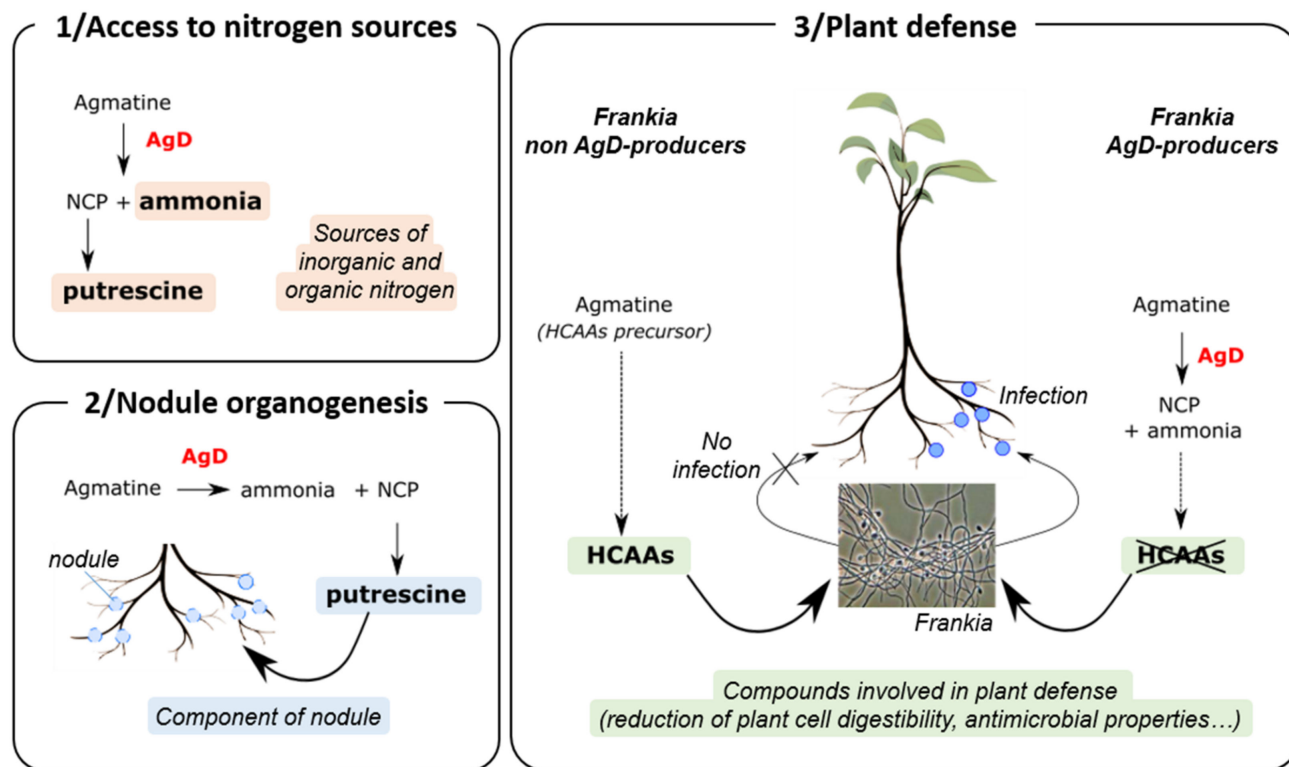 1/Access to nitrogen sources
Agmatine
AgD
NCP + ammonia
putrescine
Sources of
inorganic and
organic nitrogen
2/Nodule organogenesis
AgD
Agmatine
ammonia + NCP
nodule
putrescine
Component of nodule
3/Plant defense
Frankia
non AgD-producers
Frankia
AgD-producers
Agmatine
(HCAAs precursor)
Agmatine
AgD
NCP
+ ammonia
Infection
No
infection
HCAAs
HCAAs
Frankia
Compounds involved in plant defense
(reduction of plant cell digestibility, antimicrobial properties…)